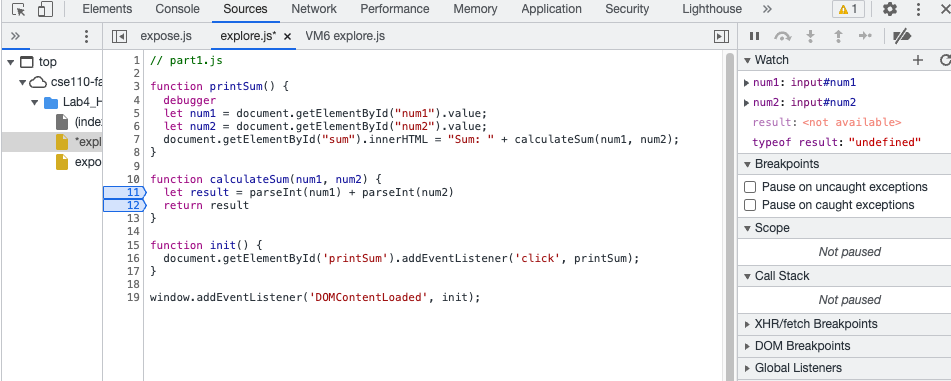 Elements Console Sources Network Performance Memory Application Security Lighthouse » 1
» expose.js explore.js* × VM6 explore.js
top
cse110-fa
Lab4_H
(index
*expl
expo
1 // part1.js
2
3 function printSum() {
4 debugger
5 let num1 = document.getElementById("num1").value;
6 let num2 = document.getElementById("num2").value;
7 document.getElementById("sum").innerHTML = "Sum: " + calculateSum(num1, num2);
8 }
9
10 function calculateSum(num1, num2) {
11 let result = parseInt(num1) + parseInt(num2)
12 return result
13 }
14
15 function init() {
16 document.getElementById('printSum').addEventListener('click', printSum);
17 }
18
19 window.addEventListener('DOMContentLoaded', init);
Watch
num1: input#num1
num2: input#num2
result: <not available>
typeof result: "undefined"
Breakpoints
Pause on uncaught exceptions
Pause on caught exceptions
Scope
Not paused
Call Stack
Not paused
XHR/fetch Breakpoints
DOM Breakpoints
Global Listeners